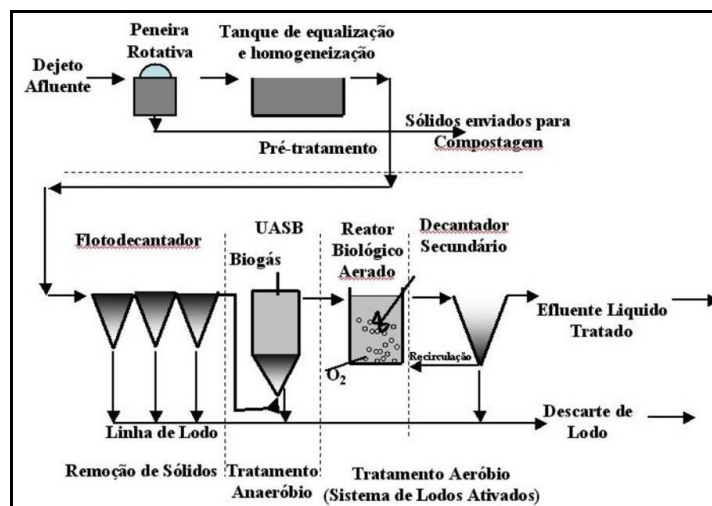 Peneira
Rotativa
Tanque de equalização
e homogeneização
Dejeto
Afluente
Sólidos enviados para
Compostagem
Pré-tratamento
Flotodecantador
UASB
Biogás
Reator
Biológico
Aerado
Decantador
Secundário
Efluente Liquido
Tratado
Recirculação
O2
Linha de Lodo
Descarte de
Lodo
Remoção de Sólidos
Tratamento
Anaeróbio
Tratamento Aeróbio
(Sistema de Lodos Ativados)